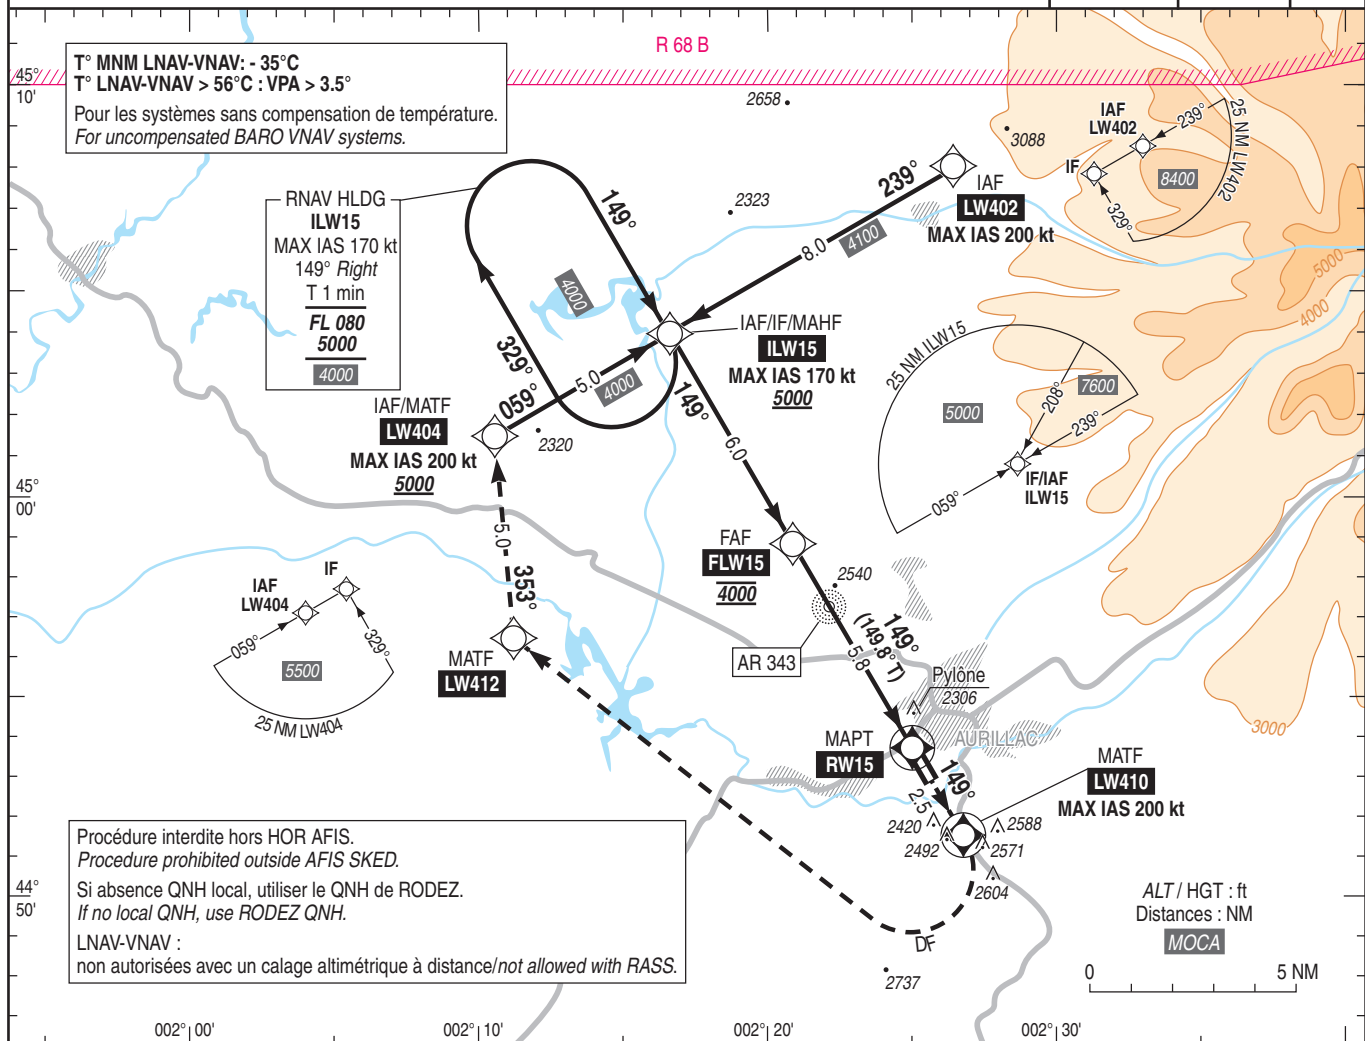 R 68 B
T° MNM LNAV-VNAV: - 35°C
T° LNAV-VNAV > 56°C : VPA > 3.5°
Pour les systèmes sans compensation de température.
For uncompensated BARO VNAV systems.
45°
10'
2658
3088
IAF
LW402
239°
25 NM LW402
IF
8400
329°
RNAV HLDG
ILW15
MAX IAS 170 kt
149° Right
T 1 min
FL 080
5000
4000
149°
2323
239°
IAF
LW402
MAX IAS 200 kt
4100
8.0
4000
5000
4000
329°
IAF/IF/MAHF
ILW15
MAX IAS 170 kt
5000
25 NM ILW15
5000
7600
208°
239°
059°
IF/IAF
ILW15
5.0
4000
059°
149°
IAF/MATF
LW404
MAX IAS 200 kt
5000
2320
6.0
45°
00'
5.0
353°
FAF
FLW15
4000
2540
IAF
LW404
IF
059°
329°
5500
25 NM LW404
MATF
LW412
AR 343
149°
(149.8° T)
5.8
Pylône
2306
3000
MAPT
RW15
AURILLAC
149°
2.5
MATF
LW410
MAX IAS 200 kt
2420
2492
2588
2571
2604
Procédure interdite hors HOR AFIS.
Procedure prohibited outside AFIS SKED.
Si absence QNH local, utiliser le QNH de RODEZ.
If no local QNH, use RODEZ QNH.
LNAV-VNAV :
non autorisées avec un calage altimétrique à distance/not allowed with RASS.
44°
50'
DF
2737
ALT / HGT : ft
Distances : NM
MOCA
0 5 NM
002° 00' 002° 10' 002° 20' 002° 30'